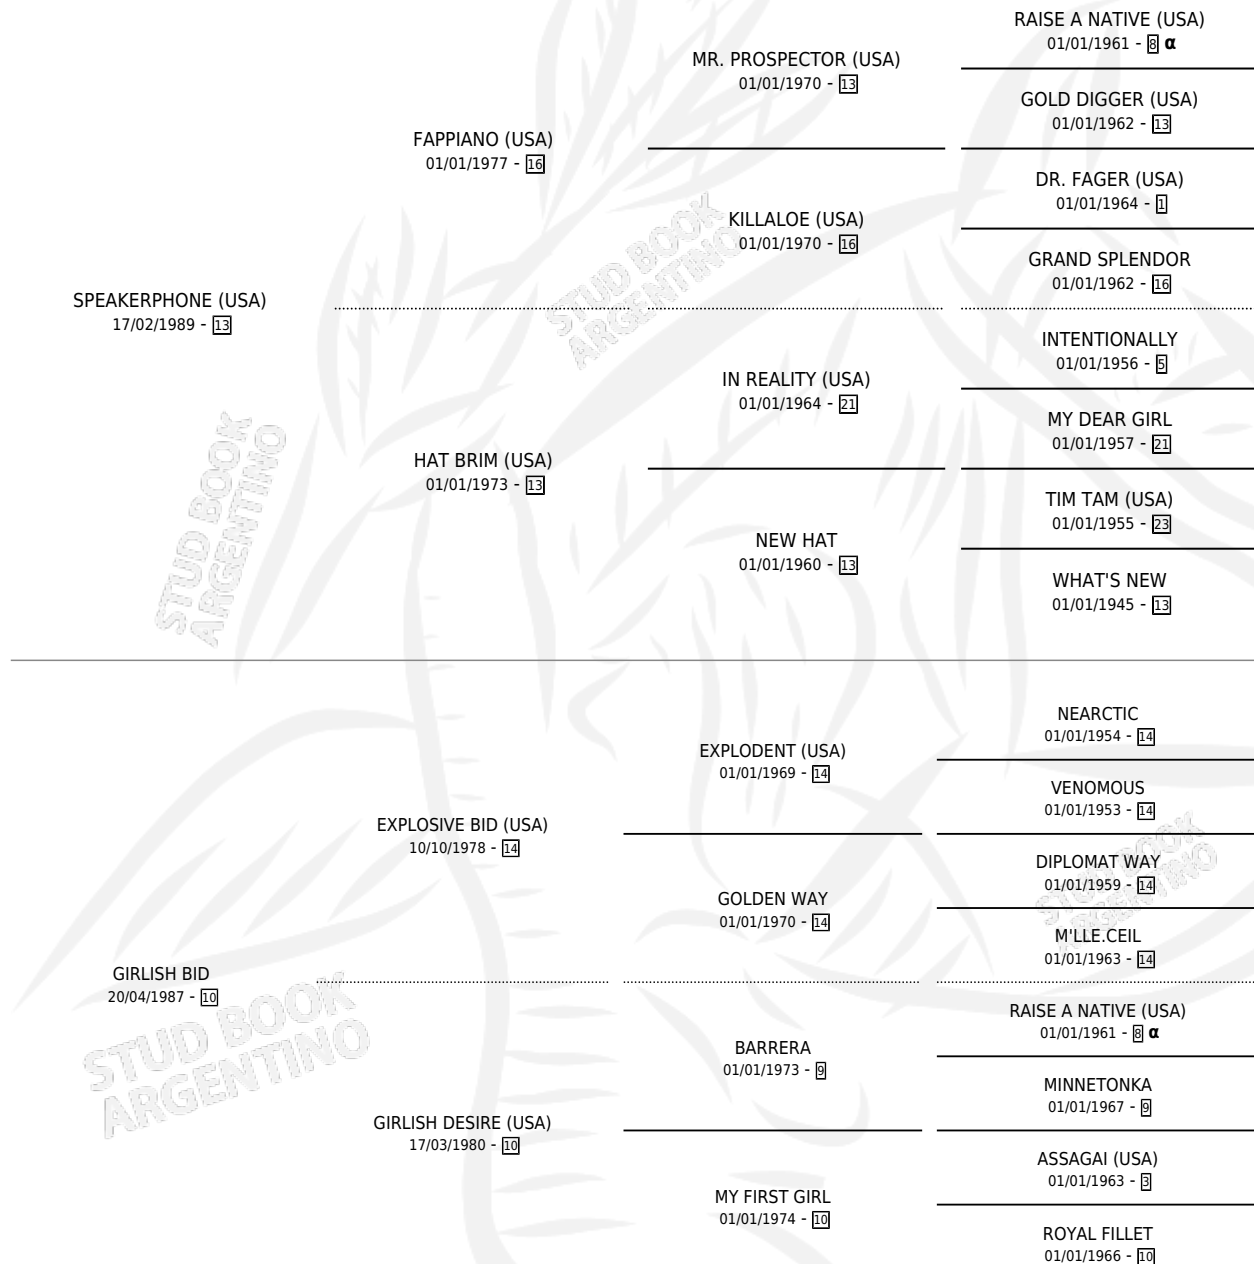 RAISE A NATIVE (USA)
01/01/1961 - 8 α
MR. PROSPECTOR (USA)
01/01/1970 - 13
GOLD DIGGER (USA)
01/01/1962 - 13
FAPPIANO (USA)
01/01/1977 - 16
DR. FAGER (USA)
01/01/1964 - 1
KILLALOE (USA)
01/01/1970 - 16
GRAND SPLENDOR
01/01/1962 - 16
SPEAKERPHONE (USA)
17/02/1989 - 13
STUD BOOK
ARGENTINO
INTENTIONALLY
01/01/1956 - 5
IN REALITY (USA)
01/01/1964 - 21
MY DEAR GIRL
01/01/1957 - 21
HAT BRIM (USA)
01/01/1973 - 13
TIM TAM (USA)
01/01/1955 - 23
NEW HAT
01/01/1960 - 13
WHAT'S NEW
01/01/1945 - 13
STUD BOOK
ARGENTINO
NEARCTIC
01/01/1954 - 14
EXPLODENT (USA)
01/01/1969 - 14
VENOMOUS
01/01/1953 - 14
EXPLOSIVE BID (USA)
10/10/1978 - 14
DIPLOMAT WAY
01/01/1959 - 14
STUD BOOK
ARGENTINO
GOLDEN WAY
01/01/1970 - 14
M'LLE.CEIL
01/01/1963 - 14
GIRLISH BID
20/04/1987 - 10
STUD BOOK
ARGENTINO
RAISE A NATIVE (USA)
01/01/1961 - 8 α
BARRERA
01/01/1973 - 9
MINNETONKA
01/01/1967 - 9
GIRLISH DESIRE (USA)
17/03/1980 - 10
ASSAGAI (USA)
01/01/1963 - 3
MY FIRST GIRL
01/01/1974 - 10
ROYAL FILLET
01/01/1966 - 10